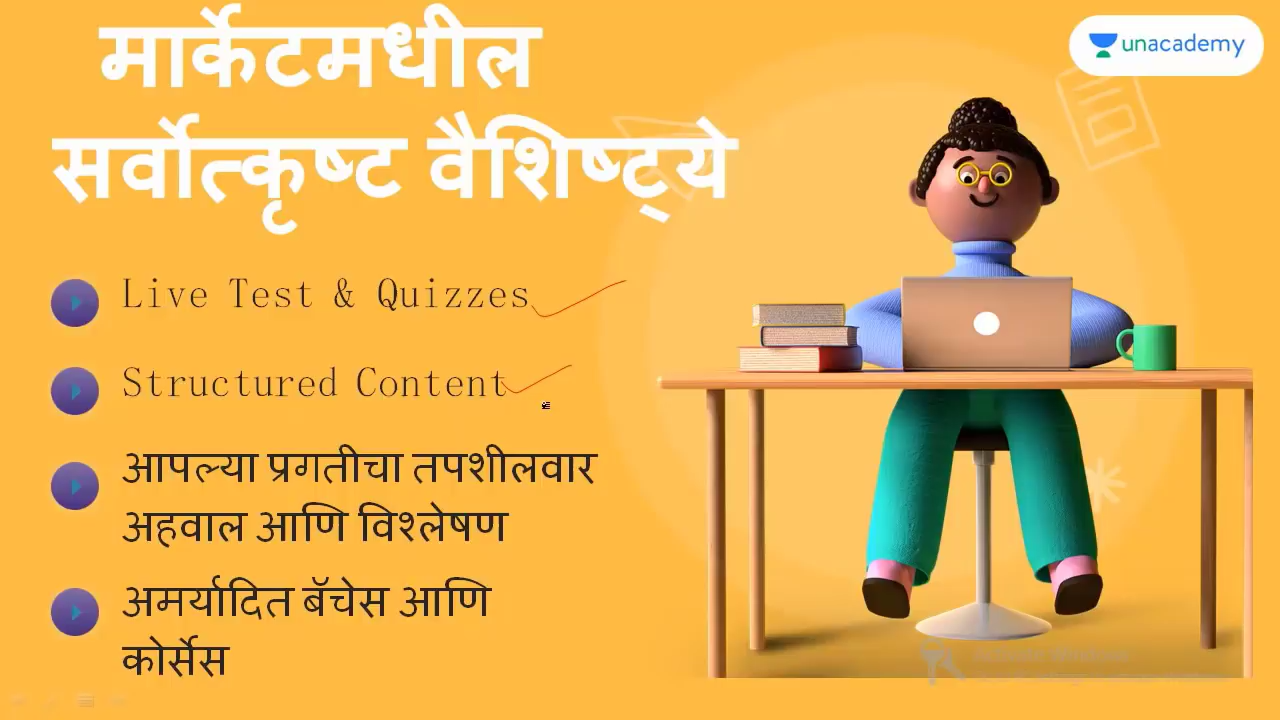 मार्केटमधील
सर्वोत्कृष्ट वैशिष्ट्ये
unacademy
Live Test & Quizzes
Structured Content
आपल्या प्रगतीचा तपशीलवार
अहवाल आणि विश्लेषण
अमर्यादित बॅचेस आणि
कोर्सेस